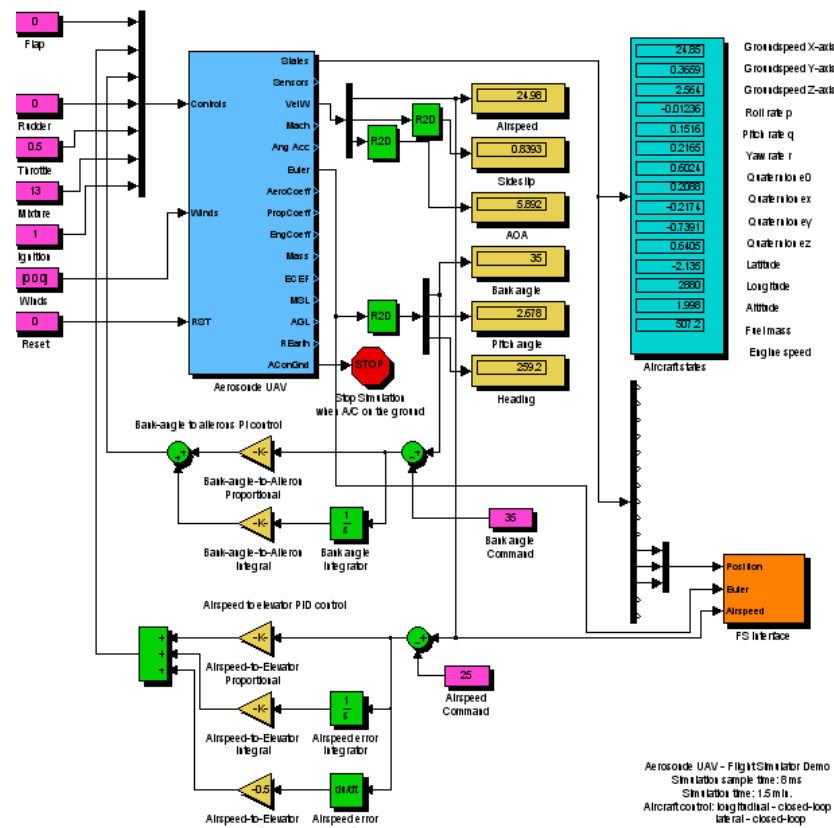 0
Flap
0
Rudder
0.5
Throttle
13
Mixture
1
Ignition
[0 0 0]
Winds
0
Reset
Controls
Winds
RST
States
Sensors
VelW
Mach
Ang Acc
Euler
AeroCoeff
PropCoeff
EngCoeff
Mass
ECEF
MSL
AGL
REarth
AConGnd
Aerosonde UAV
R2D
R2D
R2D
STOP
Stop Simulation
when A/C on the ground
24.98
Airspeed
0.8393
Sideslip
5.892
AOA
35
Bank angle
2.678
Pitch angle
259.2
Heading
24.85
0.3659
2.564
-0.01236
0.1516
0.2165
0.6024
0.2088
-0.2174
-0.7391
0.6405
-2.135
2880
1.998
507.2
Aircraft states
Groundspeed X-axis
Groundspeed Y-axis
Groundspeed Z-axis
Roll rate p
Pitch rate q
Yaw rate r
Quaternion e0
Quaternion ex
Quaternion ey
Quaternion ez
Latitude
Longitude
Altitude
Fuel mass
Engine speed
Bank-angle to ailerons PI control
-K-
Bank-angle-to-Aileron
Proportional
-K-
Bank-angle-to-Aileron
Integral
1
s
Bank angle
Integrator
35
Bank angle
Command
Airspeed to elevator PID control
-K-
Airspeed-to-Elevator
Proportional
-K-
Airspeed-to-Elevator
Integral
1
s
Airspeed error
Integrator
-0.5
Airspeed-to-Elevator
du/dt
Airspeed error
25
Airspeed
Command
Position
Euler
Airspeed
FS Interface
Aerosonde UAV - Flight Simulator Demo
Simulation sample time: 8 ms
Simulation time: 1.5 min.
Aircraft control: longitudinal - closed-loop
lateral - closed-loop